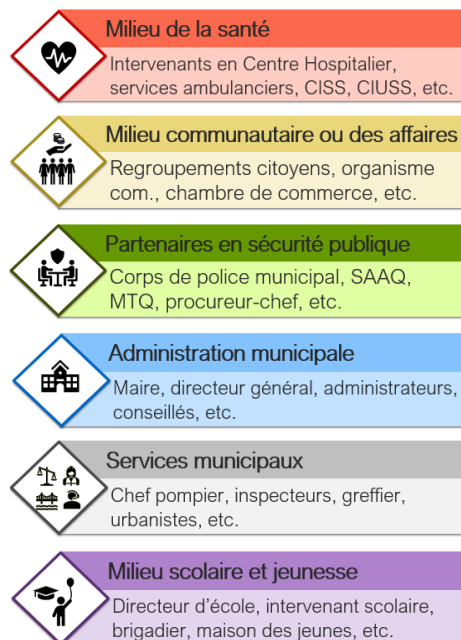 Milieu de la santé
Intervenants en Centre Hospitalier,
services ambulanciers, CISS, CIUSS, etc.
Milieu communautaire ou des affaires
Regroupements citoyens, organisme
com., chambre de commerce, etc.
Partenaires en sécurité publique
Corps de police municipal, SAAQ,
MTQ, procureur-chef, etc.
Administration municipale
Maire, directeur général, administrateurs,
conseillés, etc.
Services municipaux
Chef pompier, inspecteurs, greffier,
urbanistes, etc.
Milieu scolaire et jeunesse
Directeur d'école, intervenant scolaire,
brigadier, maison des jeunes, etc.